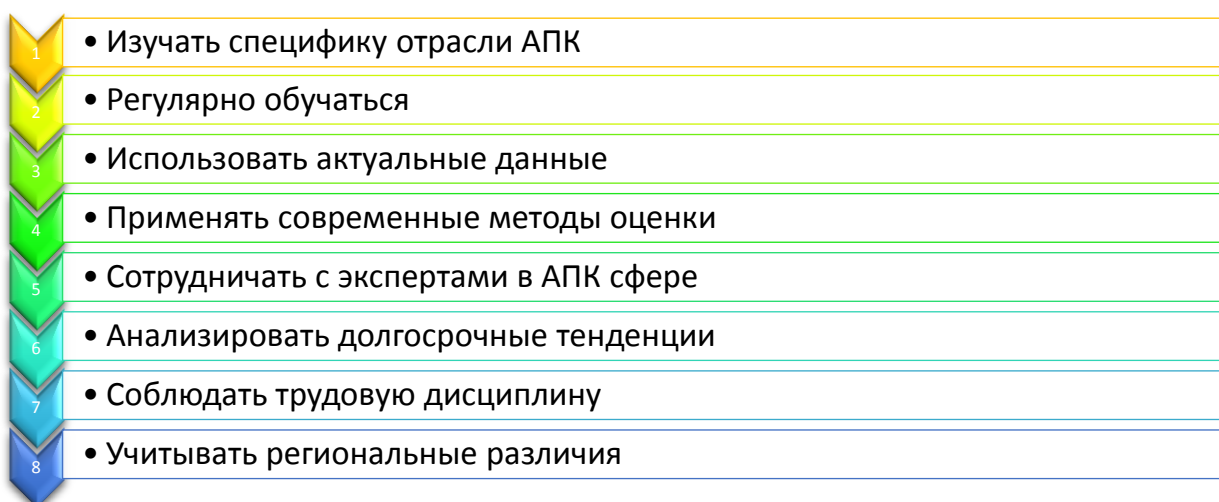 1 • Изучать специфику отрасли АПК
2 • Регулярно обучаться
3 • Использовать актуальные данные
4 • Применять современные методы оценки
5 • Сотрудничать с экспертами в АПК сфере
6 • Анализировать долгосрочные тенденции
7 • Соблюдать трудовую дисциплину
8 • Учитывать региональные различия